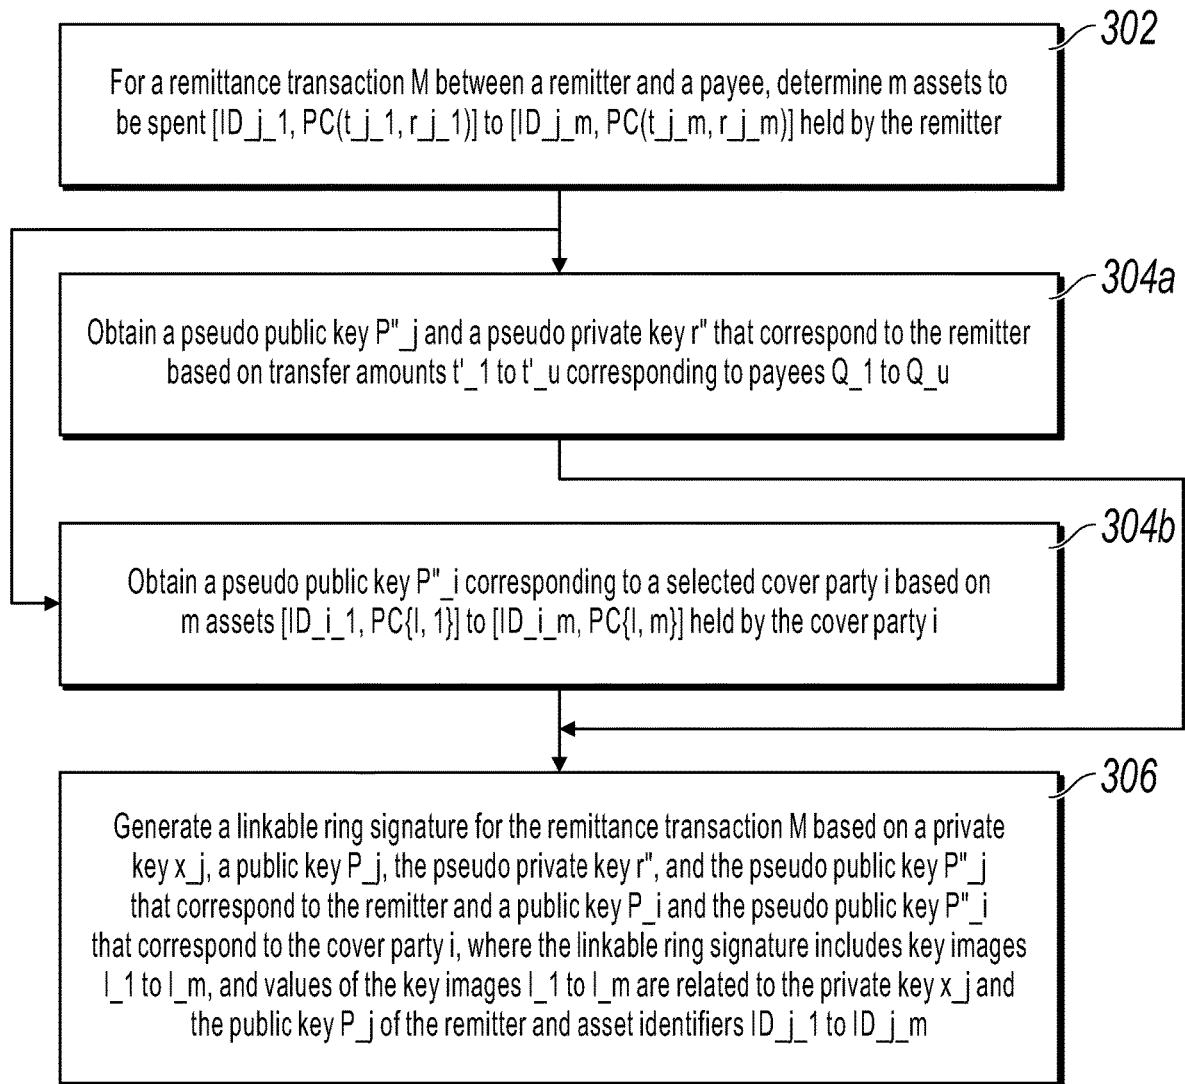 302
For a remittance transaction M between a remitter and a payee, determine m assets to
be spent [ID_j_1, PC(t_j_1, r_j_1)] to [ID_j_m, PC(t_j_m, r_j_m)] held by the remitter
304a
Obtain a pseudo public key P"_j and a pseudo private key r" that correspond to the remitter
based on transfer amounts t'_1 to t'_u corresponding to payees Q_1 to Q_u
304b
Obtain a pseudo public key P"_i corresponding to a selected cover party i based on
m assets [ID_i_1, PC{I, 1}] to [ID_i_m, PC{I, m}] held by the cover party i
306
Generate a linkable ring signature for the remittance transaction M based on a private
key x_j, a public key P_j, the pseudo private key r", and the pseudo public key P"_j
that correspond to the remitter and a public key P_i and the pseudo public key P"_i
that correspond to the cover party i, where the linkable ring signature includes key images
I_1 to I_m, and values of the key images I_1 to I_m are related to the private key x_j and
the public key P_j of the remitter and asset identifiers ID_j_1 to ID_j_m